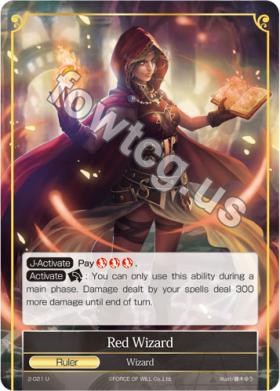 fowtcg.us
J-Activate Pay
Activate : You can only use this ability during a
main phase. Damage dealt by your spells deal 300
more damage until end of turn.
Red Wizard
Ruler
Wizard
2-021 U
©FORCE OF WILL Co.,Ltd.